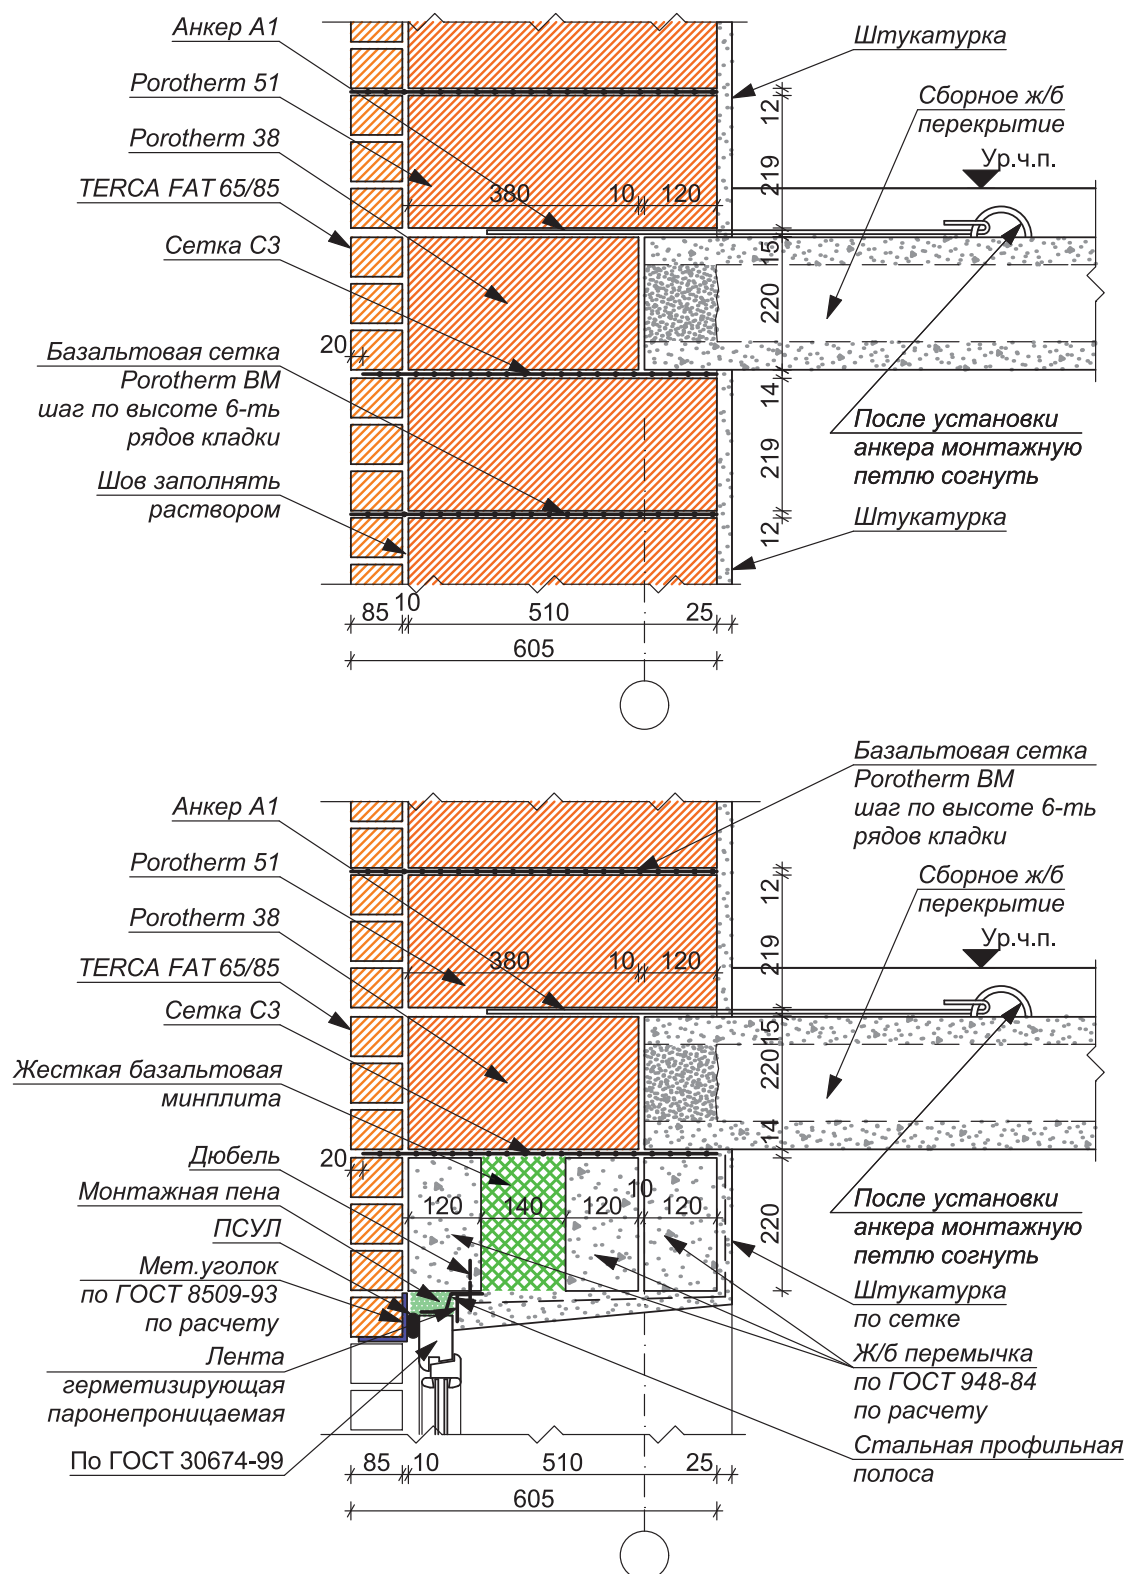 Анкер А1
Porotherm 51
Porotherm 38
TERCA FAT 65/85
Сетка С3
20
Базальтовая сетка
Porotherm BM
шаг по высоте 6-ть
рядов кладки
Шов заполнять
раствором
380
10
120
Штукатурка
Сборное ж/б
перекрытие
Ур.ч.п.
12
219
15
220
14
219
12
После установки
анкера монтажную
петлю согнуть
Штукатурка
85
10
510
25
605
Базальтовая сетка
Porotherm BM
шаг по высоте 6-ть
рядов кладки
Анкер А1
Porotherm 51
Porotherm 38
TERCA FAT 65/85
Сетка С3
Жесткая базальтовая
минплита
Дюбель
20
Монтажная пена
ПСУЛ
Мет.уголок
по ГОСТ 8509-93
по расчету
Лента
герметизирующая
паронепроницаемая
По ГОСТ 30674-99
380
10
120
120
140
120
10
120
Сборное ж/б
перекрытие
Ур.ч.п.
12
219
15
220
14
220
После установки
анкера монтажную
петлю согнуть
Штукатурка
по сетке
Ж/б перемычка
по ГОСТ 948-84
по расчету
Стальная профильная
полоса
85
10
510
25
605